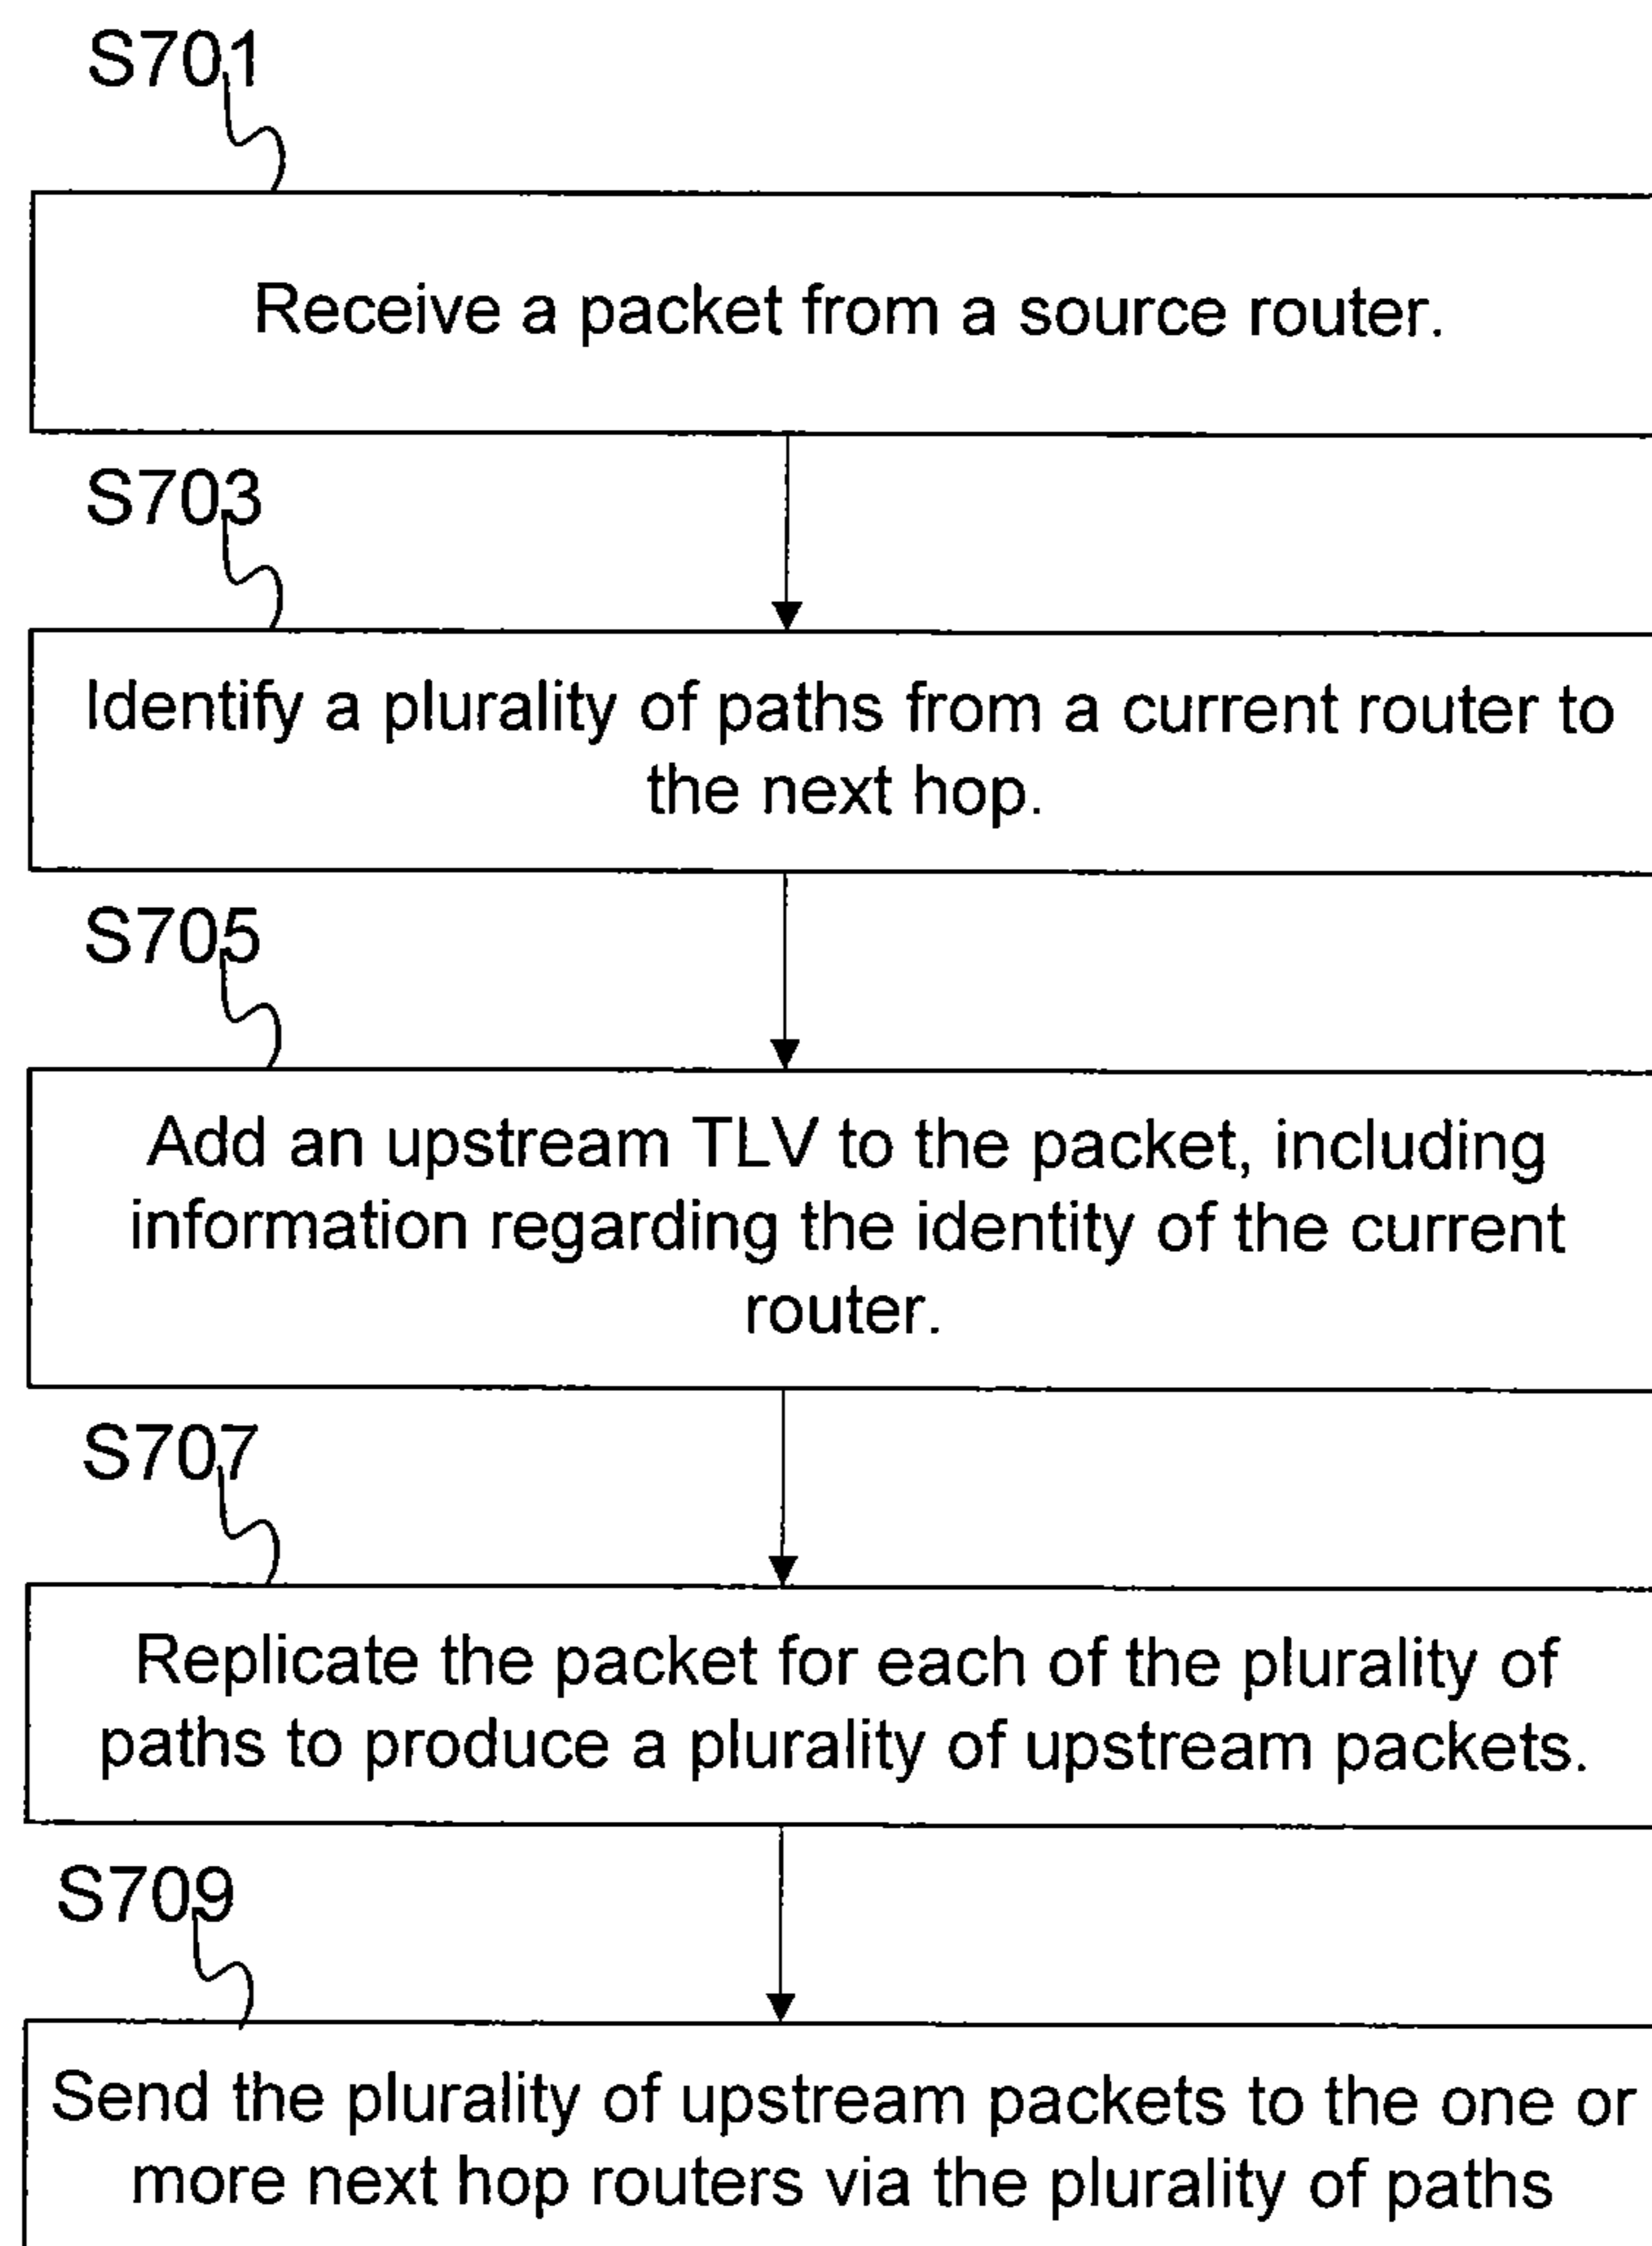 S701
Receive a packet from a source router.
S703
Identify a plurality of paths from a current router to
the next hop.
S705
Add an upstream TLV to the packet, including
information regarding the identity of the current
router.
S707
Replicate the packet for each of the plurality of
paths to produce a plurality of upstream packets.
S709
Send the plurality of upstream packets to the one or
more next hop routers via the plurality of paths